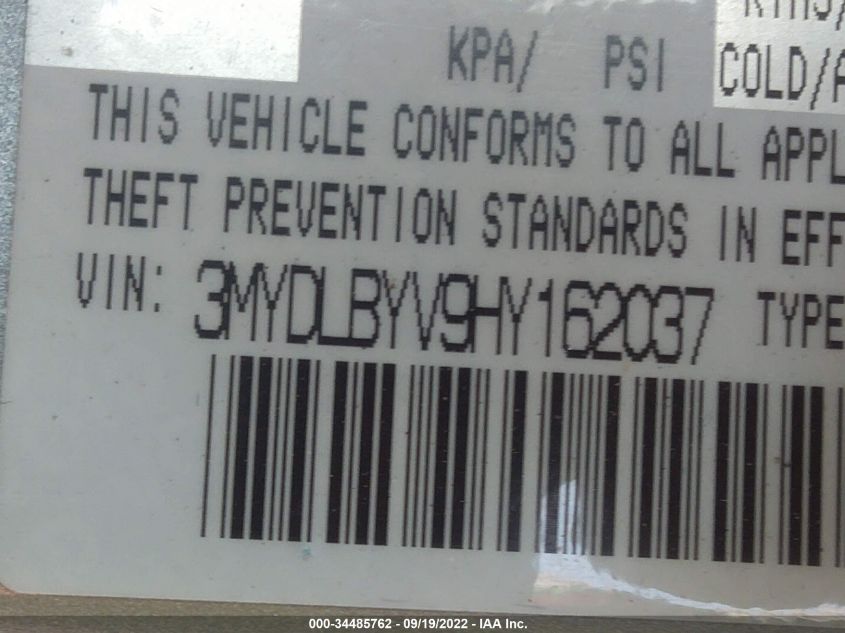 KPA/ PSI COLD/
THIS VEHICLE CONFORMS TO ALL APPL
THEFT PREVENTION STANDARDS IN EFF
VIN: 3MYDLBYV9HY162037 TYPE
000-34485762 - 09/19/2022 - IAA Inc.